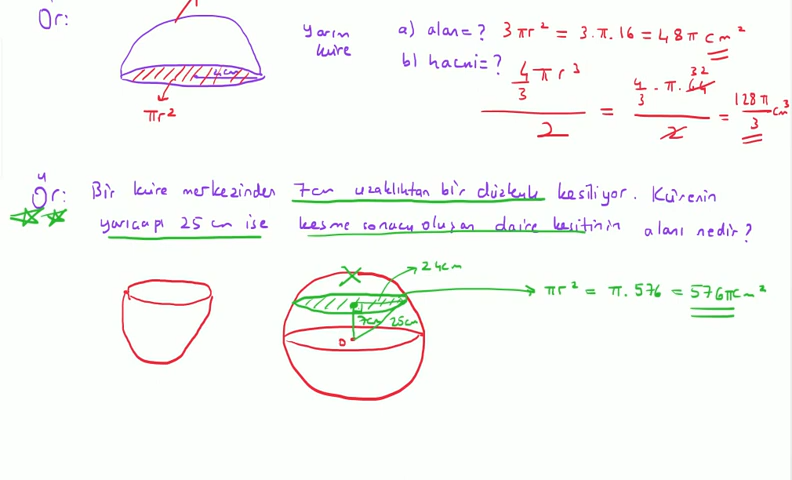 Ör:
yarım küre
a) alanı=? 3πr² = 3.π.16 = 48π cm²
b) hacmi=? 4/3 πr³ / 2 = 4/3 . π . 64 32 / 2 = 128π/3 cm³
4cm
πr²
Ör: Bir küre merkezinden 7cm uzaklıktan bir düzlemle kesiliyor. Kürenin
yarıçapı 25 cm ise kesme sonucu oluşan daire kesitinin alanı nedir?
24cm
πr² = π.576 = 576πcm²
7cm 25cm
O